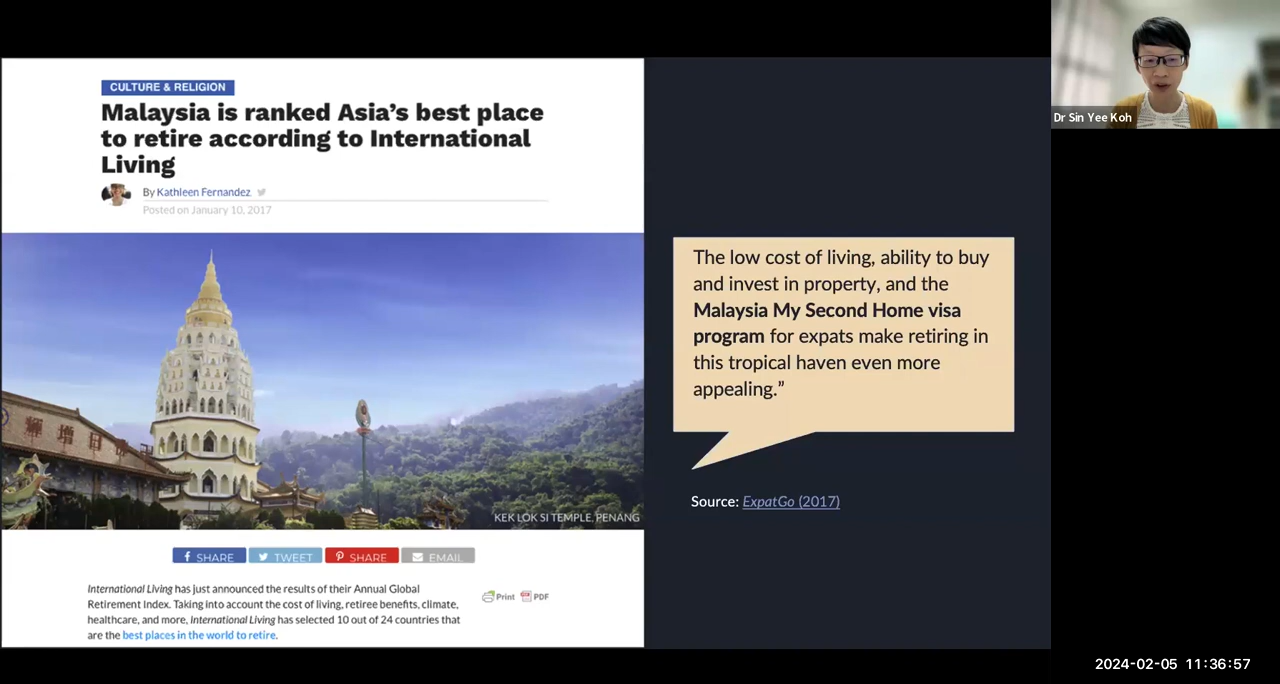 CULTURE & RELIGION
Malaysia is ranked Asia's best place
to retire according to International
Living
By Kathleen Fernandez
Posted on January 10, 2017
KEK LOK SI TEMPLE, PENANG
SHARE
TWEET
SHARE
EMAIL
International Living has just announced the results of their Annual Global
Retirement Index. Taking into account the cost of living, retiree benefits, climate,
healthcare, and more, International Living has selected 10 out of 24 countries that
are the best places in the world to retire.
Print
PDF
The low cost of living, ability to buy
and invest in property, and the
Malaysia My Second Home visa
program for expats make retiring in
this tropical haven even more
appealing.”
Source: ExpatGo (2017)
Dr Sin Yee Koh
2024-02-05 11:36:57